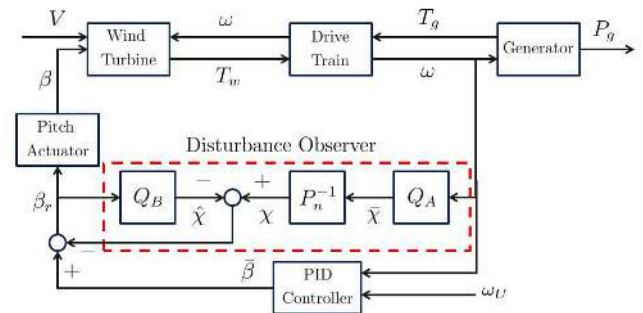 V
ω
T_g
P_g
Wind
Turbine
Drive
Train
Generator
β
T_w
ω
Pitch
Actuator
Disturbance Observer
β_r
Q_B
−
χ̂
+
χ
P_n^{-1}
χ̄
Q_A
−
+
β̄
PID
Controller
ω_U